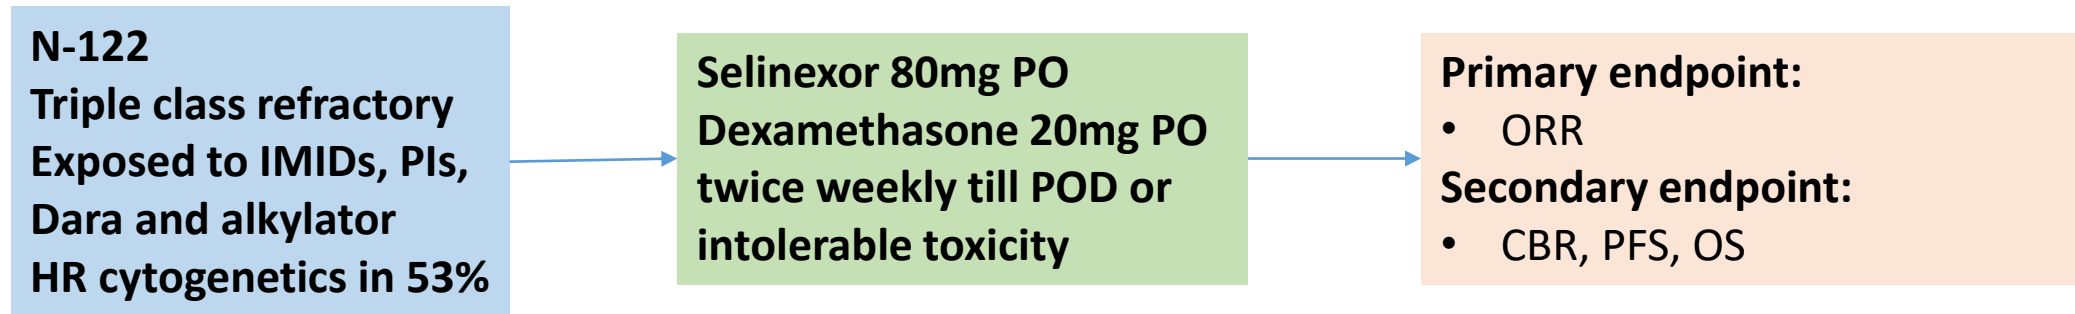 N-122
Triple class refractory
Exposed to IMIDs, PIs,
Dara and alkylator
HR cytogenetics in 53%
Selinexor 80mg PO
Dexamethasone 20mg PO
twice weekly till POD or
intolerable toxicity
Primary endpoint:
• ORR
Secondary endpoint:
• CBR, PFS, OS